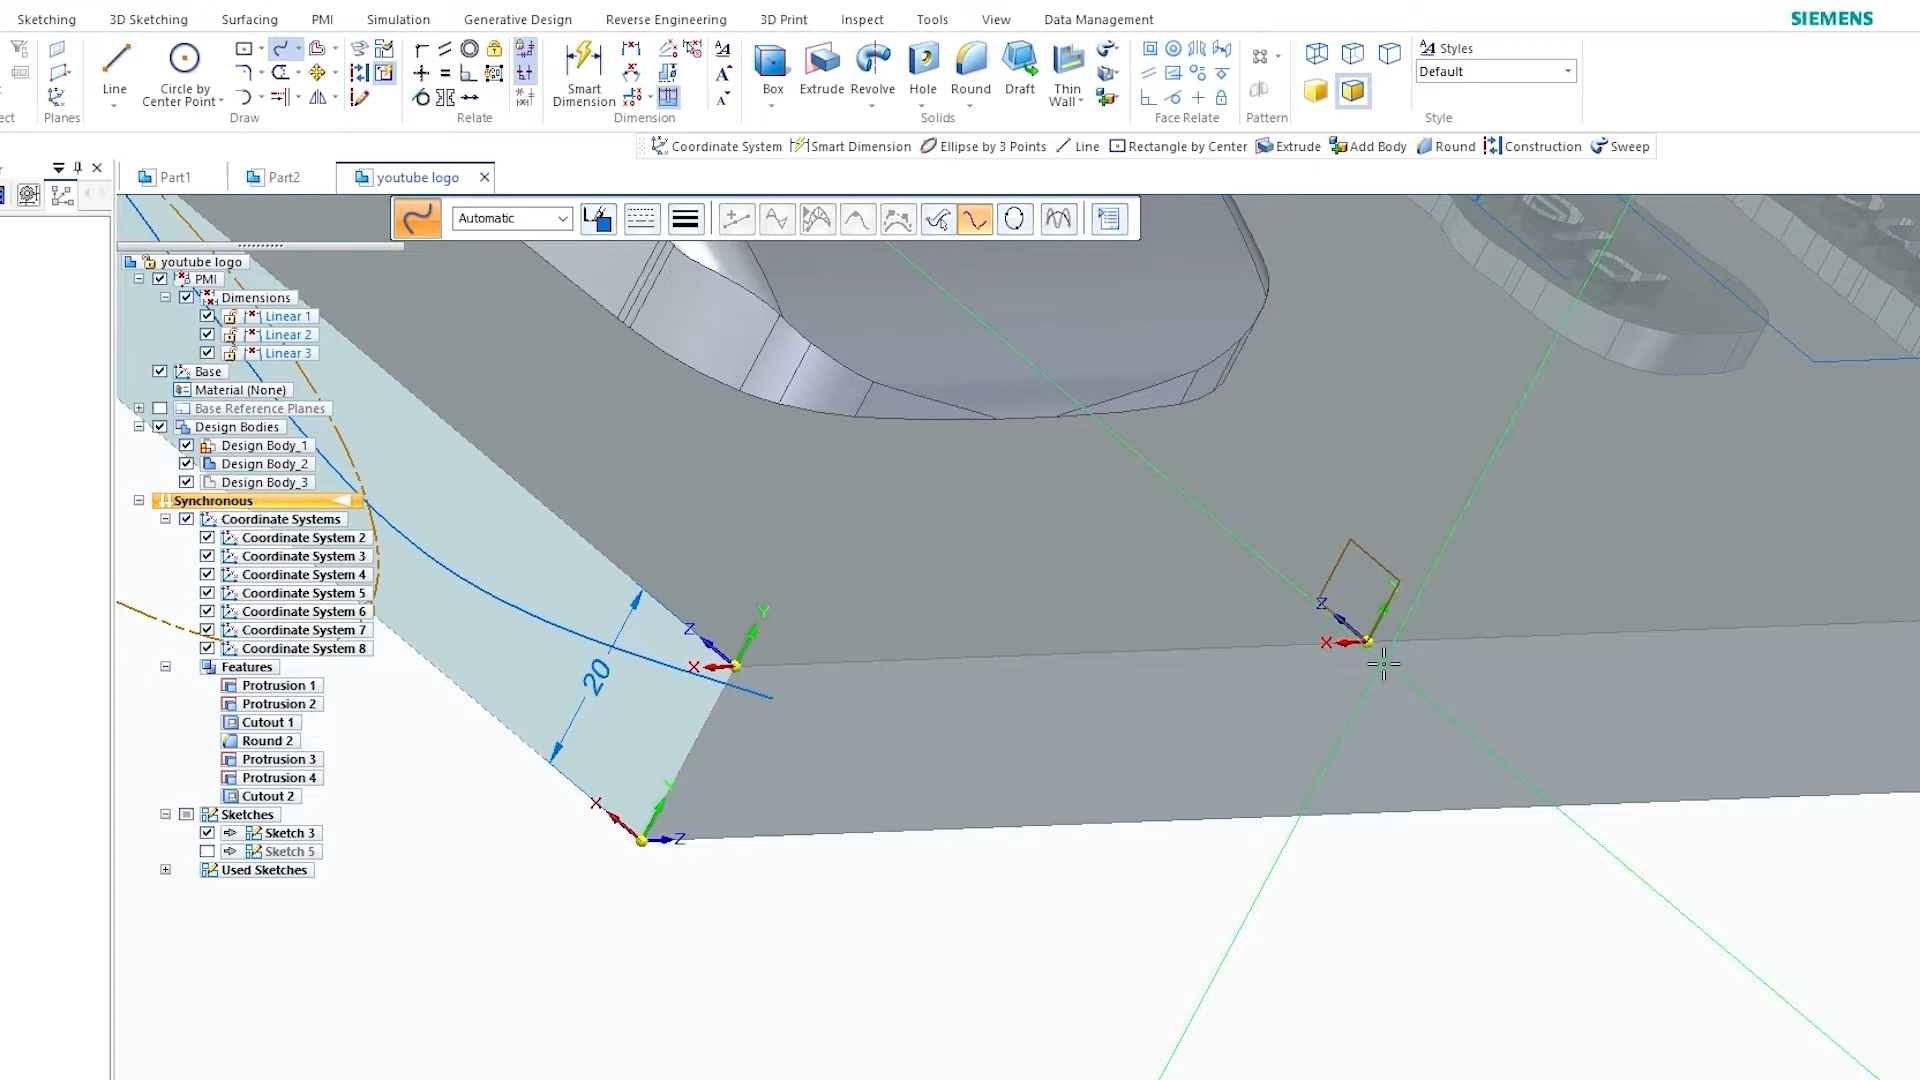 Sketching 3D Sketching Surfacing PMI Simulation Generative Design Reverse Engineering 3D Print Inspect Tools View Data Management
SIEMENS
Line
Circle by
Center Point
Smart
Dimension
Box Extrude Revolve Hole Round Draft Thin
Wall
Styles
Default
ect Planes Draw Relate Dimension Solids Face Relate Pattern Style
Coordinate System Smart Dimension Ellipse by 3 Points Line Rectangle by Center Extrude Add Body Round Construction Sweep
Part1 Part2 youtube logo
Automatic
youtube logo
PMI
Dimensions
Linear 1
Linear 2
Linear 3
Base
Material (None)
Base Reference Planes
Design Bodies
Design Body_1
Design Body_2
Design Body_3
Synchronous
Coordinate Systems
Coordinate System 2
Coordinate System 3
Coordinate System 4
Coordinate System 5
Coordinate System 6
Coordinate System 7
Coordinate System 8
Features
Protrusion 1
Protrusion 2
Cutout 1
Round 2
Protrusion 3
Protrusion 4
Cutout 2
Sketches
Sketch 3
Sketch 5
Used Sketches
20
X Y Z
X Z
X Z